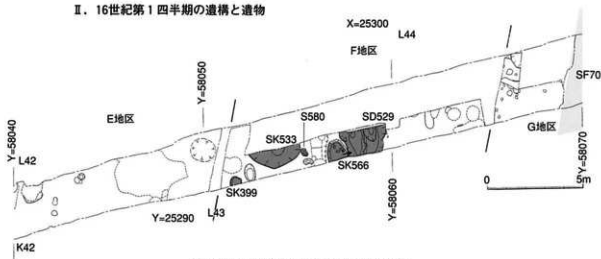 II. 16世紀第1四半期の遺構と遺物
X=25300
F地区
L44
Y=58050
SF70
E地区
S580
SD529
SK533
G地区
Y=58040
L42
SK566
SK399
Y=58060
Y=58070
0
5m
Y=25290
L43
K42